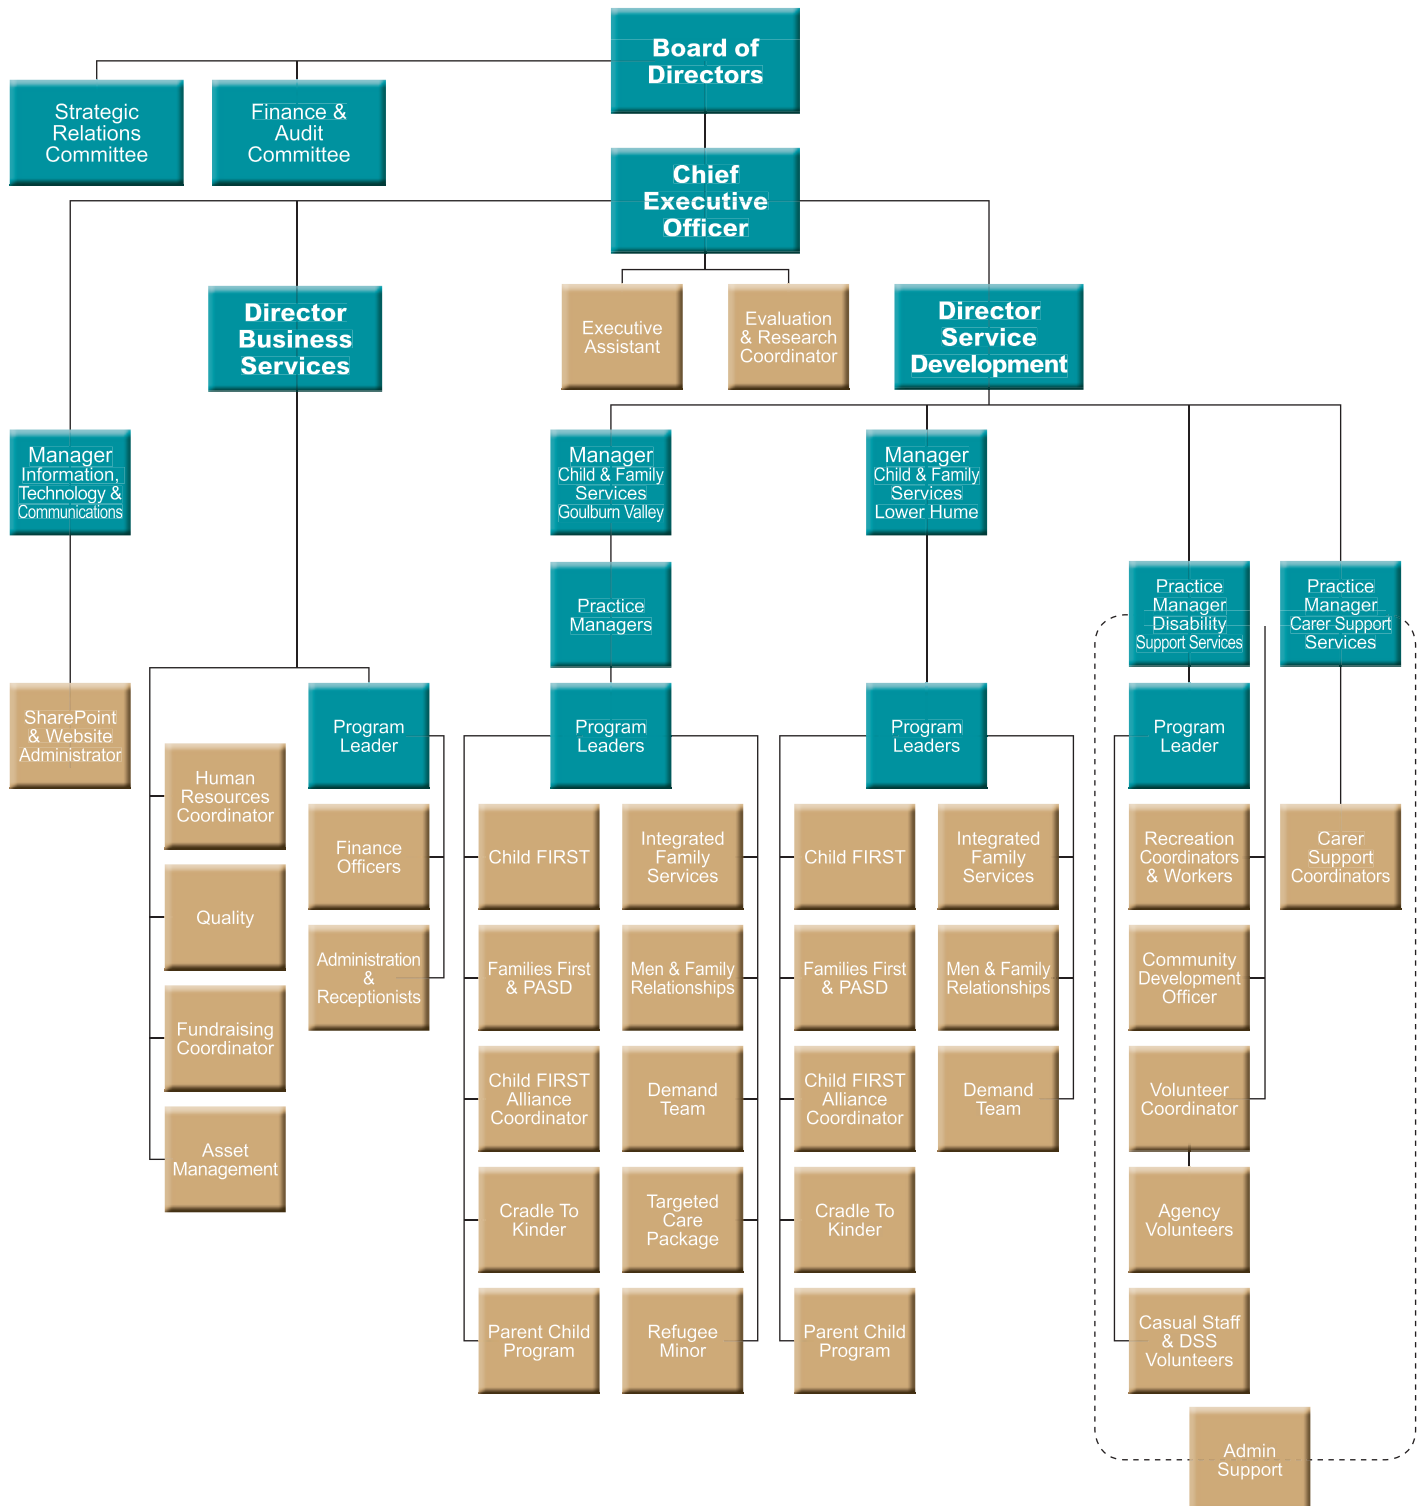 Board of
Directors
Strategic
Relations
Committee
Finance &
Audit
Committee
Chief
Executive
Officer
Director
Business
Services
Executive
Assistant
Evaluation
& Research
Coordinator
Director
Service
Development
Manager
Information,
Technology &
Communications
Manager
Child & Family
Services
Goulburn Valley
Manager
Child & Family
Services
Lower Hume
Practice
Managers
Practice
Manager
Disability
Support Services
Practice
Manager
Carer Support
Services
SharePoint
& Website
Administrator
Program
Leader
Program
Leaders
Program
Leaders
Program
Leader
Human
Resources
Coordinator
Quality
Fundraising
Coordinator
Asset
Management
Finance
Officers
Administration
&
Receptionists
Child FIRST
Families First
& PASD
Child FIRST
Alliance
Coordinator
Cradle To
Kinder
Parent Child
Program
Integrated
Family
Services
Men & Family
Relationships
Demand
Team
Targeted
Care
Package
Refugee
Minor
Child FIRST
Families First
& PASD
Child FIRST
Alliance
Coordinator
Cradle To
Kinder
Parent Child
Program
Integrated
Family
Services
Men & Family
Relationships
Demand
Team
Recreation
Coordinators
& Workers
Community
Development
Officer
Volunteer
Coordinator
Agency
Volunteers
Casual Staff
& DSS
Volunteers
Carer
Support
Coordinators
Admin
Support